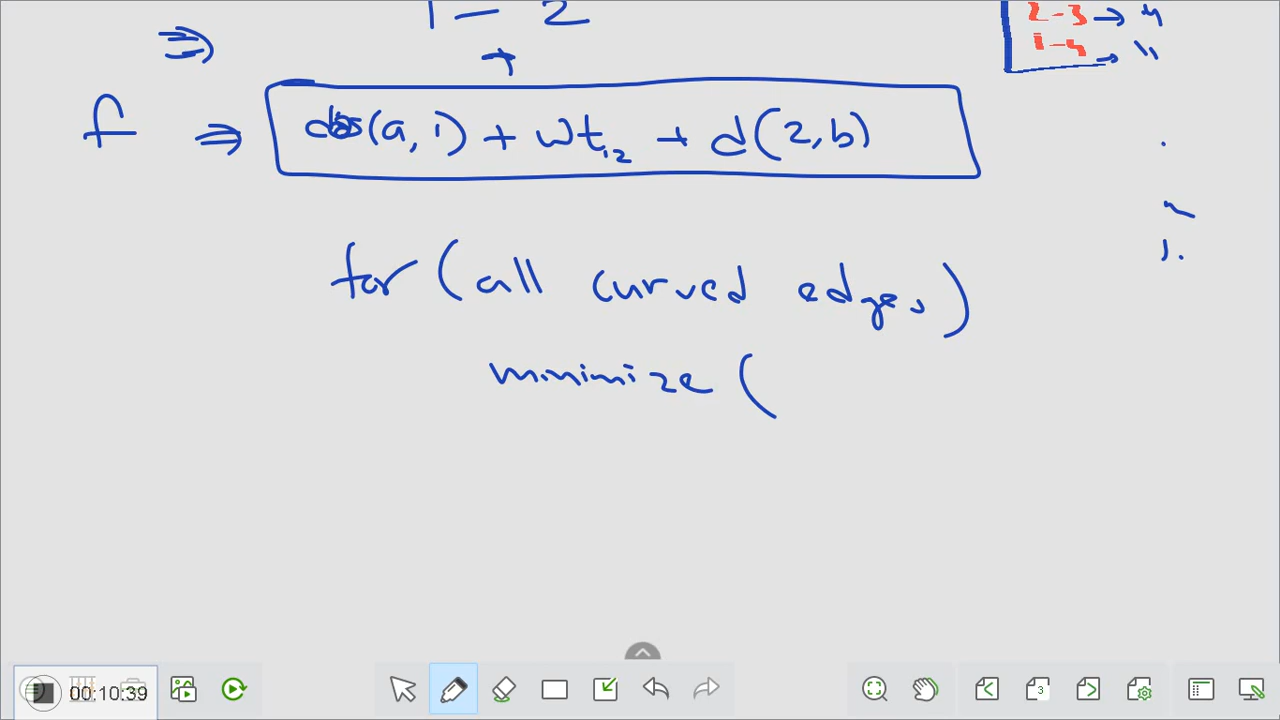 1 - 2
2-3 → 4
1-4 → 11
⇒
+
f ⇒ d(a,1) + wt12 + d(2,b)
for (all curved edges)
minimize (
00:10:39
3